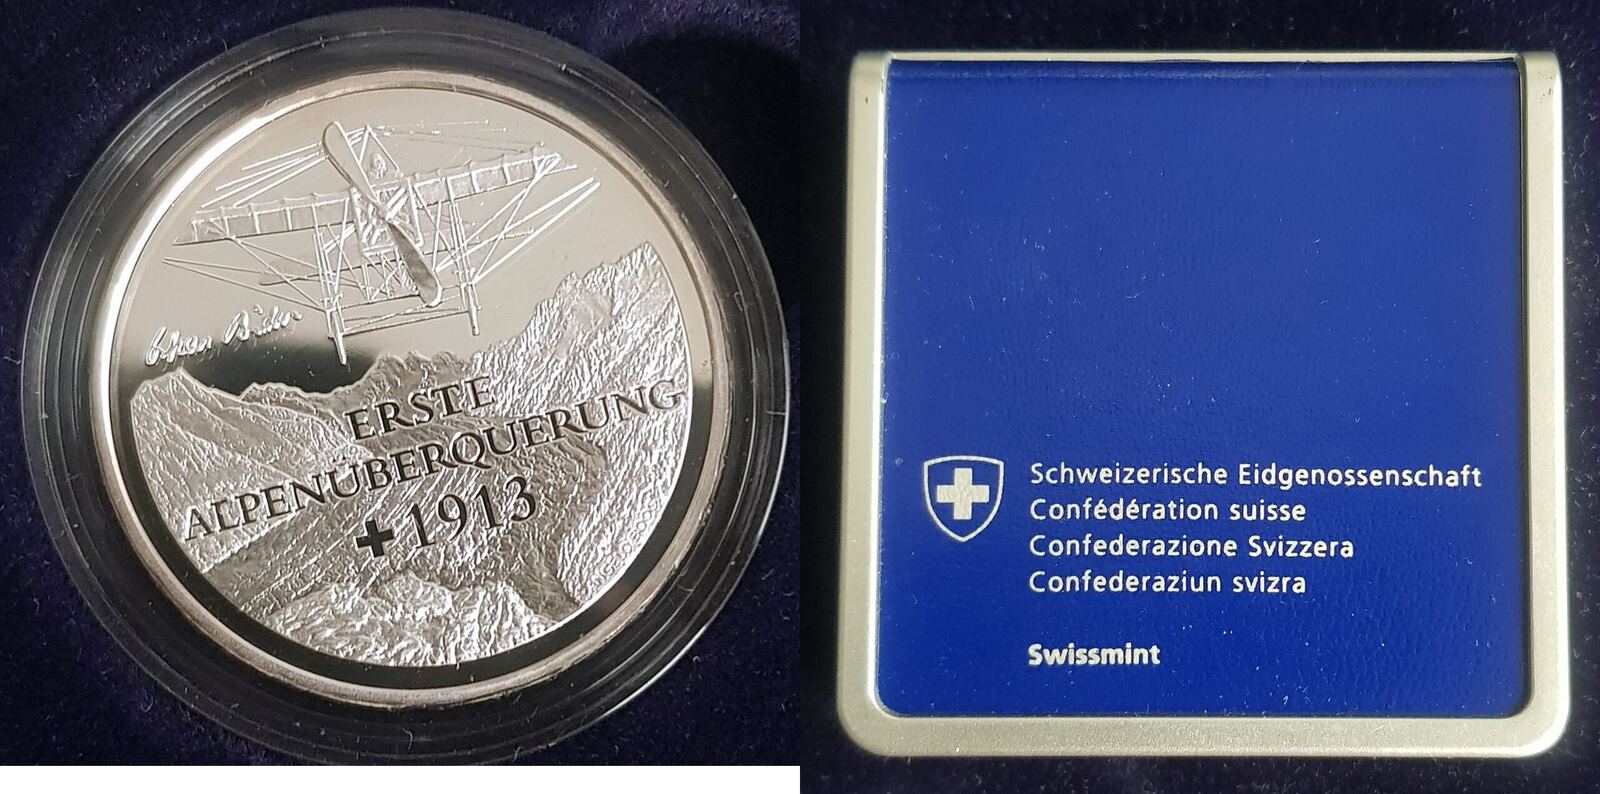 ERSTE
ALPENÜBERQUERUNG
+1913
Schweizerische Eidgenossenschaft
Confédération suisse
Confederazione Svizzera
Confederaziun svizra
Swissmint